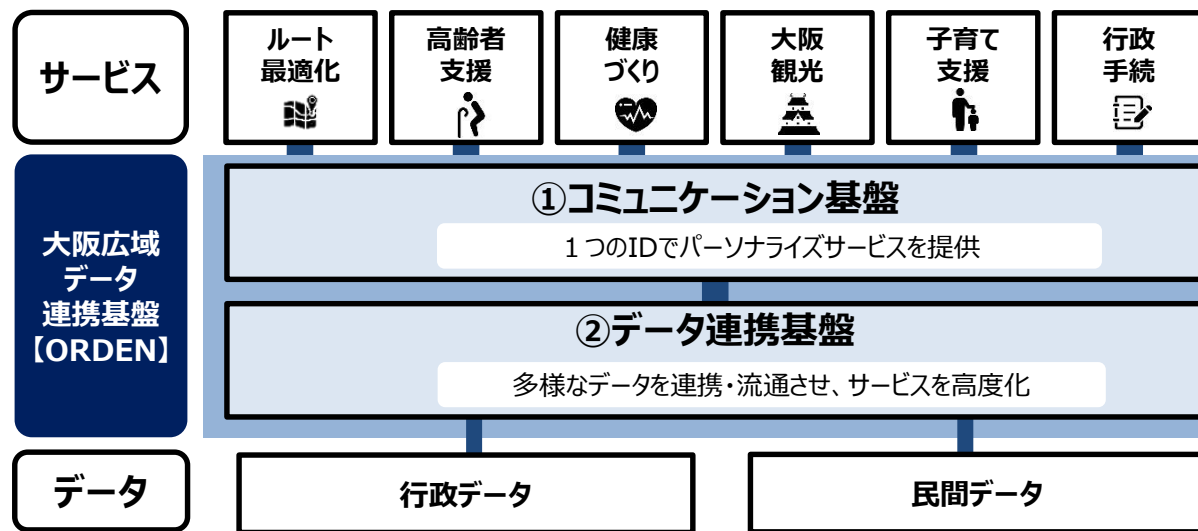 サービス
ルート
最適化
高齢者
支援
健康
づくり
大阪
観光
子育て
支援
行政
手続
大阪広域
データ
連携基盤
【ORDEN】
①コミュニケーション基盤
１つのIDでパーソナライズサービスを提供
②データ連携基盤
多様なデータを連携・流通させ、サービスを高度化
データ
行政データ
民間データ